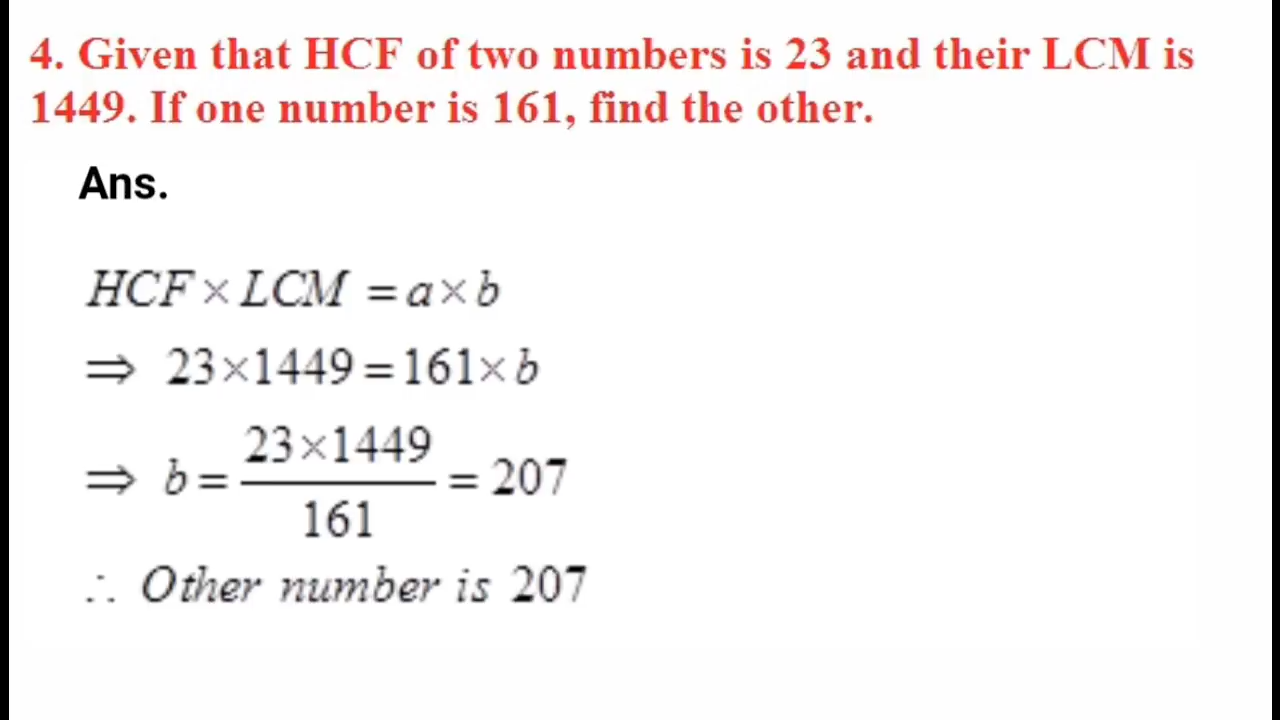 4. Given that HCF of two numbers is 23 and their LCM is
1449. If one number is 161, find the other.
Ans.
HCF × LCM = a × b
⇒ 23×1449 = 161× b
⇒ b = 23×1449 / 161 = 207
∴ Other number is 207